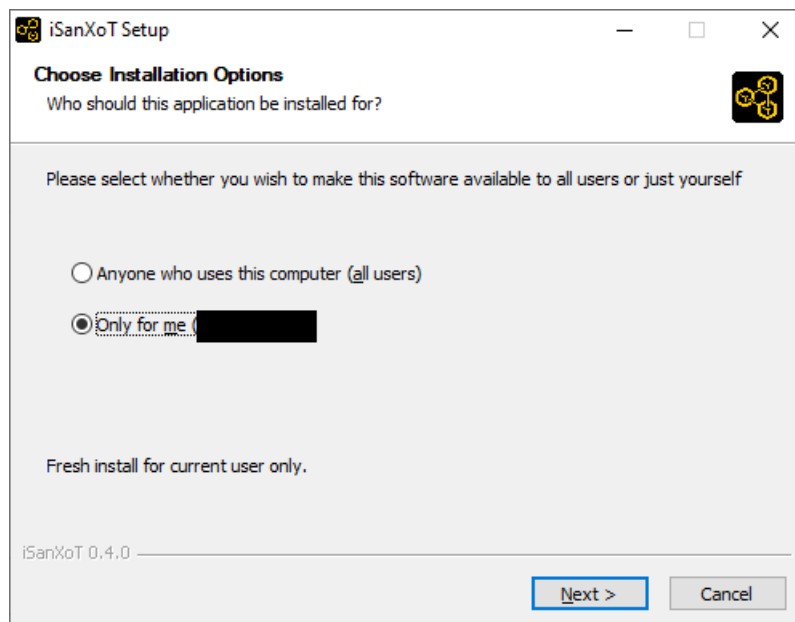 iSanXoT Setup
Choose Installation Options
Who should this application be installed for?
Please select whether you wish to make this software available to all users or just yourself
Anyone who uses this computer (all users)
Only for me (
Fresh install for current user only.
iSanXoT 0.4.0
Next >
Cancel